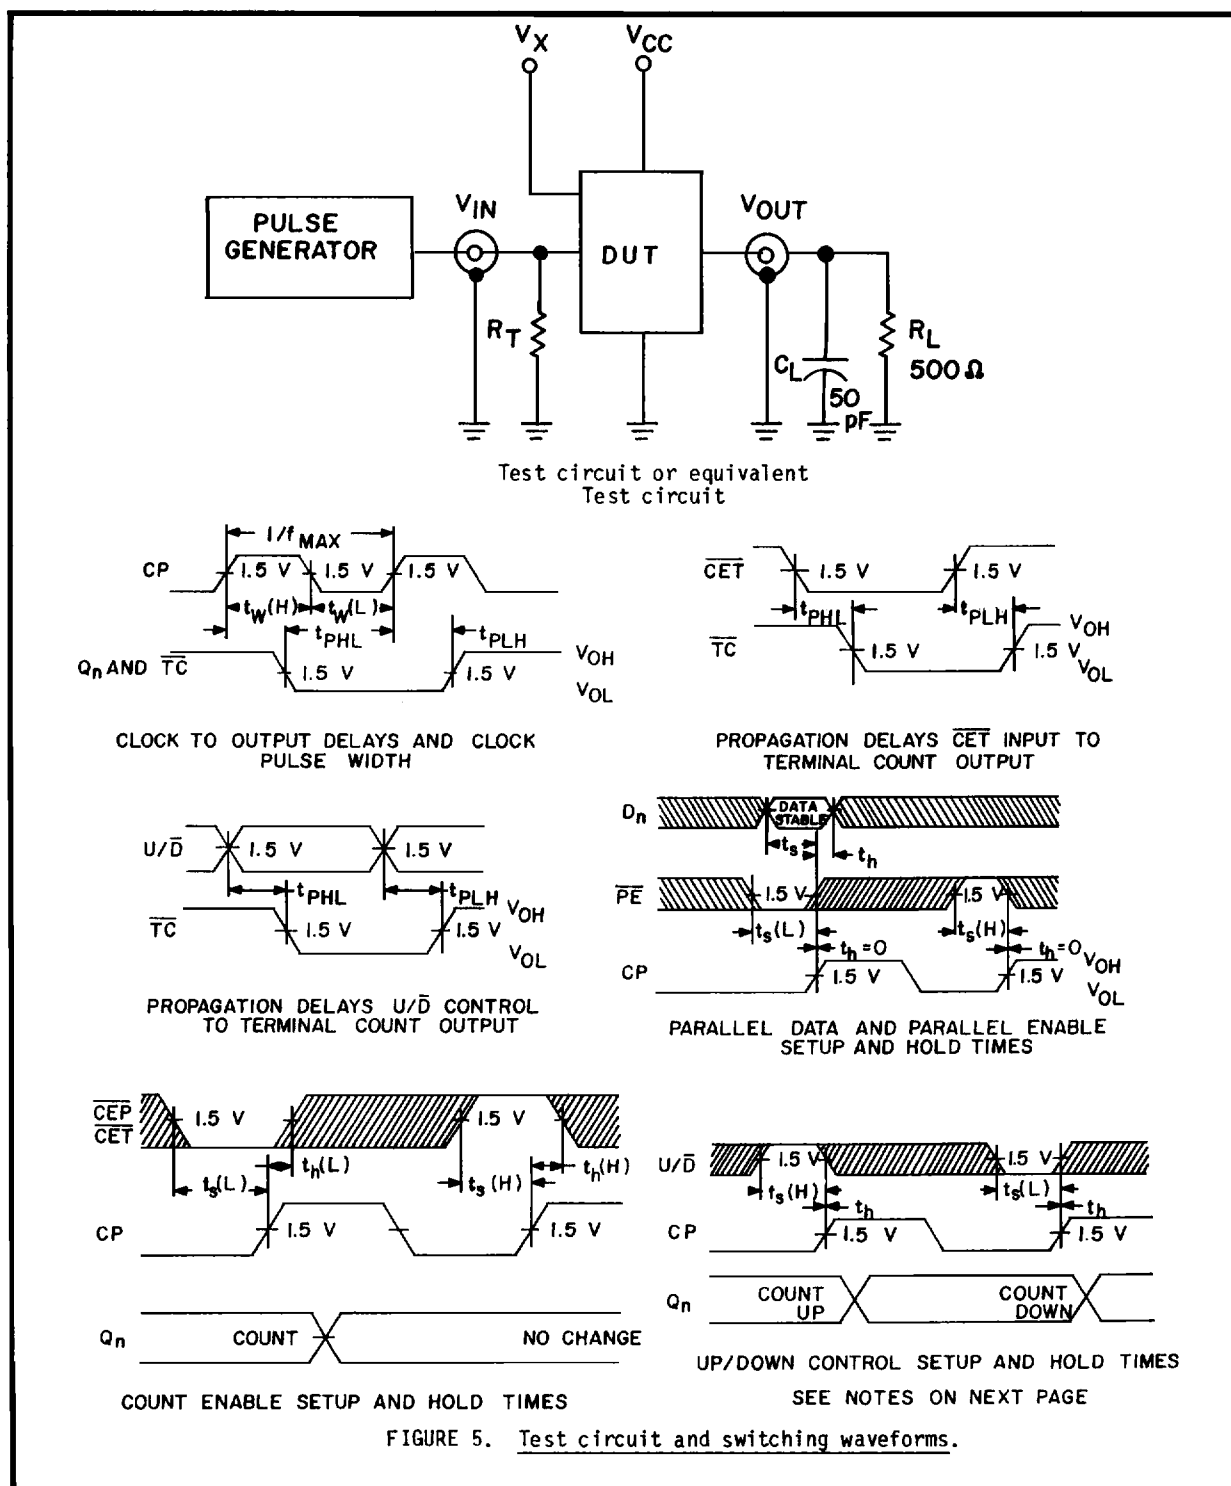 VX VCC
PULSE GENERATOR
VIN
DUT
VOUT
RT
CL
50 pF
RL
500 Ω
Test circuit or equivalent
Test circuit
1/fMAX
CP 1.5 V 1.5 V 1.5 V
tW(H) tW(L)
tPHL tPLH
Qn AND T̅C̅ 1.5 V 1.5 V VOH
VOL
CLOCK TO OUTPUT DELAYS AND CLOCK
PULSE WIDTH
C̅E̅T̅ 1.5 V 1.5 V
tPHL tPLH
VOH
T̅C̅ 1.5 V 1.5 V
VOL
PROPAGATION DELAYS C̅E̅T̅ INPUT TO
TERMINAL COUNT OUTPUT
U/D̅ 1.5 V 1.5 V
tPHL tPLH
VOH
T̅C̅ 1.5 V 1.5 V
VOL
PROPAGATION DELAYS U/D̅ CONTROL
TO TERMINAL COUNT OUTPUT
Dn DATA STABLE
ts th
P̅E̅ 1.5 V 1.5 V
ts(L) ts(H)
th=0 th=0
CP 1.5 V 1.5 V VOH
VOL
PARALLEL DATA AND PARALLEL ENABLE
SETUP AND HOLD TIMES
C̅E̅P̅
C̅E̅T̅ 1.5 V 1.5 V
th(L) th(H)
ts(L) ts(H)
CP 1.5 V 1.5 V
Qn COUNT NO CHANGE
COUNT ENABLE SETUP AND HOLD TIMES
U/D̅ 1.5 V 1.5 V
ts(H) ts(L)
th th
CP 1.5 V 1.5 V
Qn COUNT UP COUNT DOWN
UP/DOWN CONTROL SETUP AND HOLD TIMES
SEE NOTES ON NEXT PAGE
FIGURE 5. Test circuit and switching waveforms.